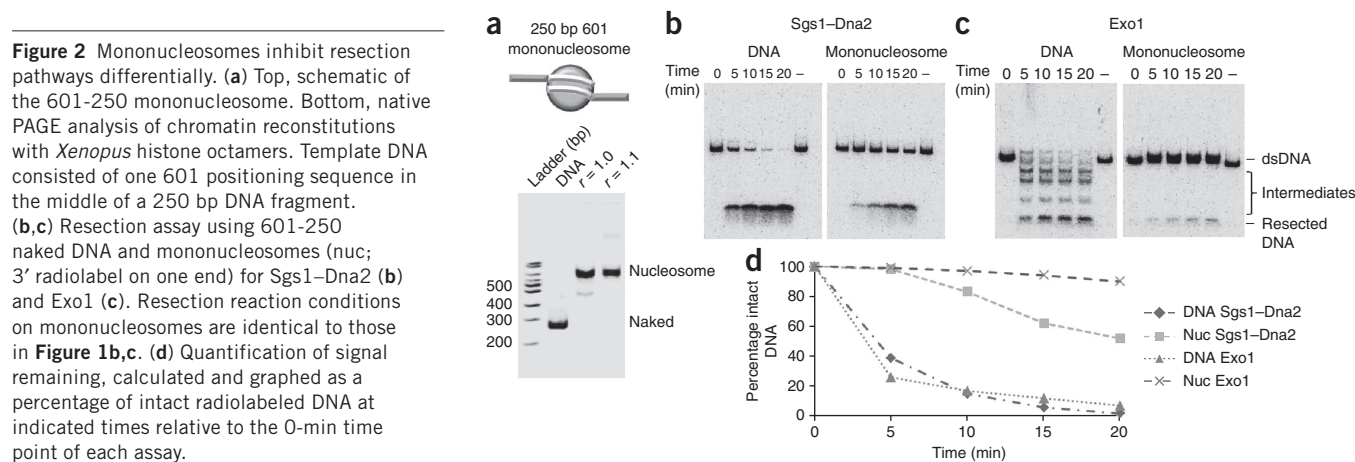 Figure 2 Mononucleosomes inhibit resection
pathways differentially. (a) Top, schematic of
the 601-250 mononucleosome. Bottom, native
PAGE analysis of chromatin reconstitutions
with Xenopus histone octamers. Template DNA
consisted of one 601 positioning sequence in
the middle of a 250 bp DNA fragment.
(b,c) Resection assay using 601-250
naked DNA and mononucleosomes (nuc;
3′ radiolabel on one end) for Sgs1–Dna2 (b)
and Exo1 (c). Resection reaction conditions
on mononucleosomes are identical to those
in Figure 1b,c. (d) Quantification of signal
remaining, calculated and graphed as a
percentage of intact radiolabeled DNA at
indicated times relative to the 0-min time
point of each assay.
a
250 bp 601
mononucleosome
Ladder (bp)
DNA
r = 1.0
r = 1.1
500
400
300
200
Nucleosome
Naked
b
Sgs1–Dna2
DNA
Mononucleosome
Time
(min)
0 5 10 15 20 –
0 5 10 15 20 –
c
Exo1
DNA
Mononucleosome
Time
(min)
0 5 10 15 20 –
0 5 10 15 20 –
dsDNA
Intermediates
Resected
DNA
d
Percentage intact
DNA
100
80
60
40
20
0
0 5 10 15 20
Time (min)
DNA Sgs1–Dna2
Nuc Sgs1–Dna2
DNA Exo1
Nuc Exo1